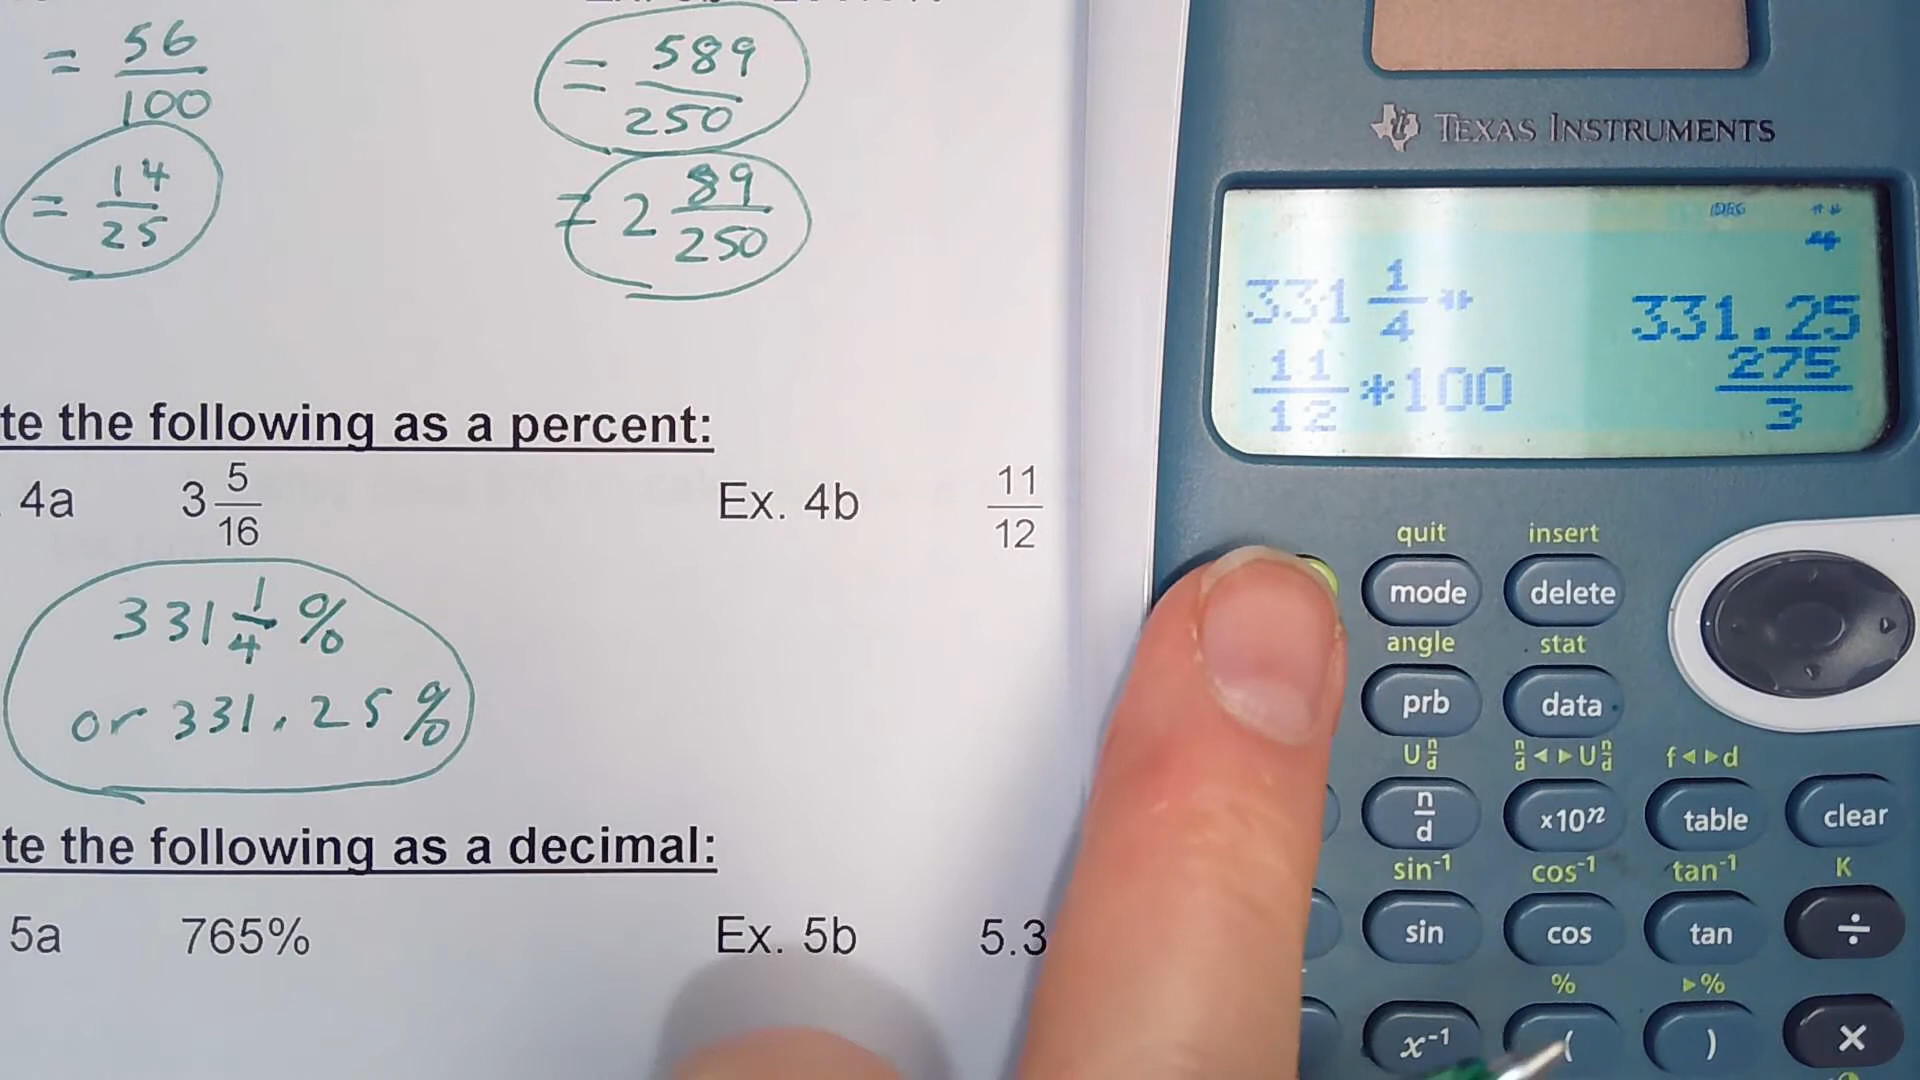 = 56/100
= 14/25
= 589/250
= 2 89/250
te the following as a percent:
4a 3 5/16 Ex. 4b 11/12
331 1/4 %
or 331.25%
te the following as a decimal:
5a 765% Ex. 5b 5.3
TEXAS INSTRUMENTS
DEG
331 1/4 331.25
11/12*100 275/3
quit insert
mode delete
angle stat
prb data
U n/d n/d ◄► U n/d f◄►d
n/d ×10ⁿ table clear
sin⁻¹ cos⁻¹ tan⁻¹ K
sin cos tan ÷
% ►%
x⁻¹ ( ) ×